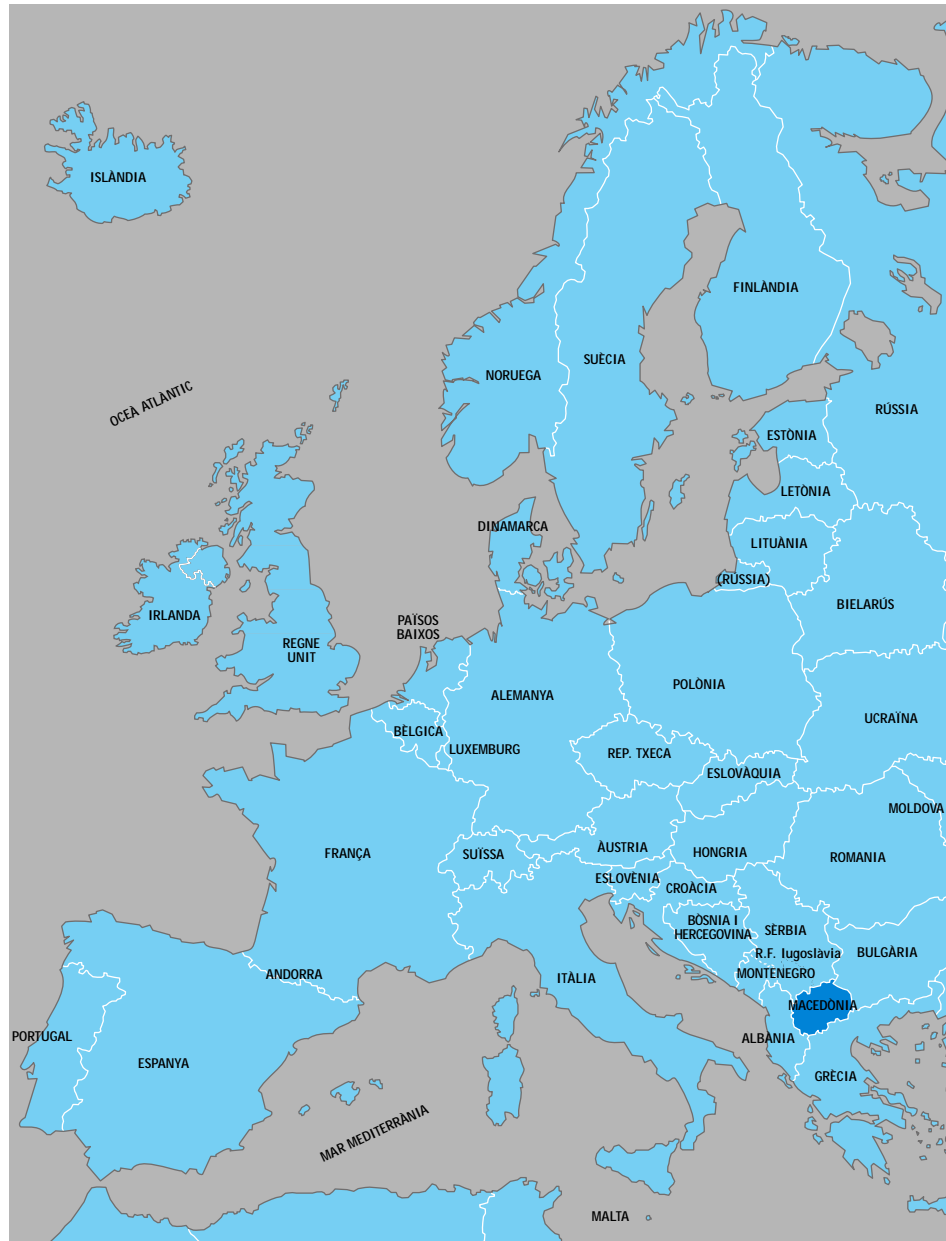 ISLÀNDIA
FINLÀNDIA
SUÈCIA
NORUEGA
OCEÀ ATLÀNTIC
RÚSSIA
ESTÒNIA
LETÒNIA
DINAMARCA
LITUÀNIA
(RÚSSIA)
BIELARÚS
IRLANDA
PAÏSOS
BAIXOS
REGNE
UNIT
POLÒNIA
ALEMANYA
UCRAÏNA
BÈLGICA
LUXEMBURG
REP. TXECA
ESLOVÀQUIA
MOLDOVA
FRANÇA
SUÏSSA
ÀUSTRIA
HONGRIA
ROMANIA
ESLOVÈNIA
CROÀCIA
BÒSNIA I
HERCEGOVINA
SÈRBIA
R.F. Iugoslàvia
BULGÀRIA
MONTENEGRO
ANDORRA
ITÀLIA
MACEDÒNIA
PORTUGAL
ALBÀNIA
ESPANYA
GRÈCIA
MAR MEDITERRÀNIA
MALTA